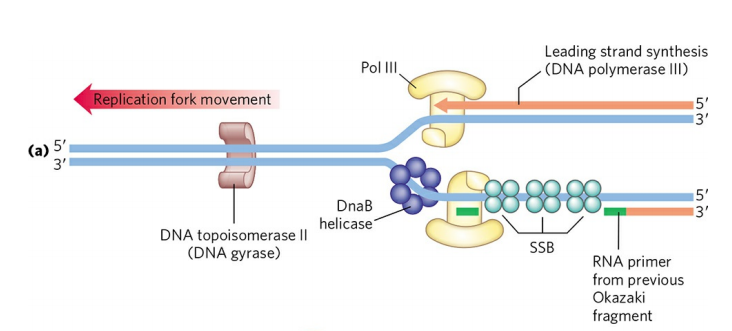 Leading strand synthesis
(DNA polymerase III)
Pol III
Replication fork movement
5′
3′
(a) 5′
3′
DnaB
helicase
5′
3′
DNA topoisomerase II
(DNA gyrase)
SSB
RNA primer
from previous
Okazaki
fragment